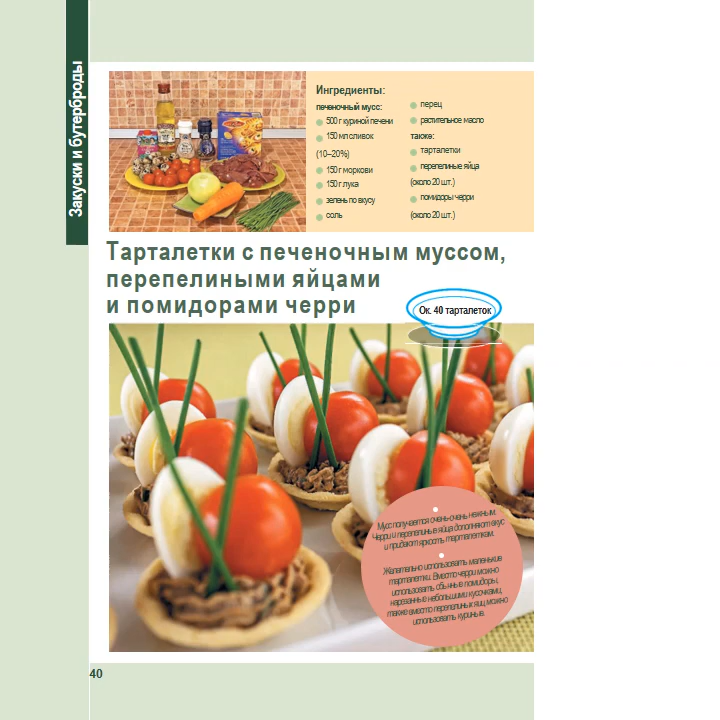 Закуски и бутерброды
Ингредиенты:
печеночный мусс:
500 г куриной печени
150 мл сливок
(10–20%)
150 г моркови
150 г лука
зелень по вкусу
соль
перец
растительное масло
также:
тарталетки
перепелиные яйца
(около 20 шт.)
помидоры черри
(около 20 шт.)
Тарталетки с печеночным муссом,
перепелиными яйцами
и помидорами черри
Ок. 40 тарталеток
Мусс получается очень-очень нежным.
Черри и перепелиные яйца дополняют вкус
и придают яркость тарталеткам.
Желательно использовать маленькие
тарталетки. Вместо черри можно
использовать обычные помидоры,
нарезанные небольшими кусочками,
также вместо перепелиных яиц можно
использовать куриные.
40